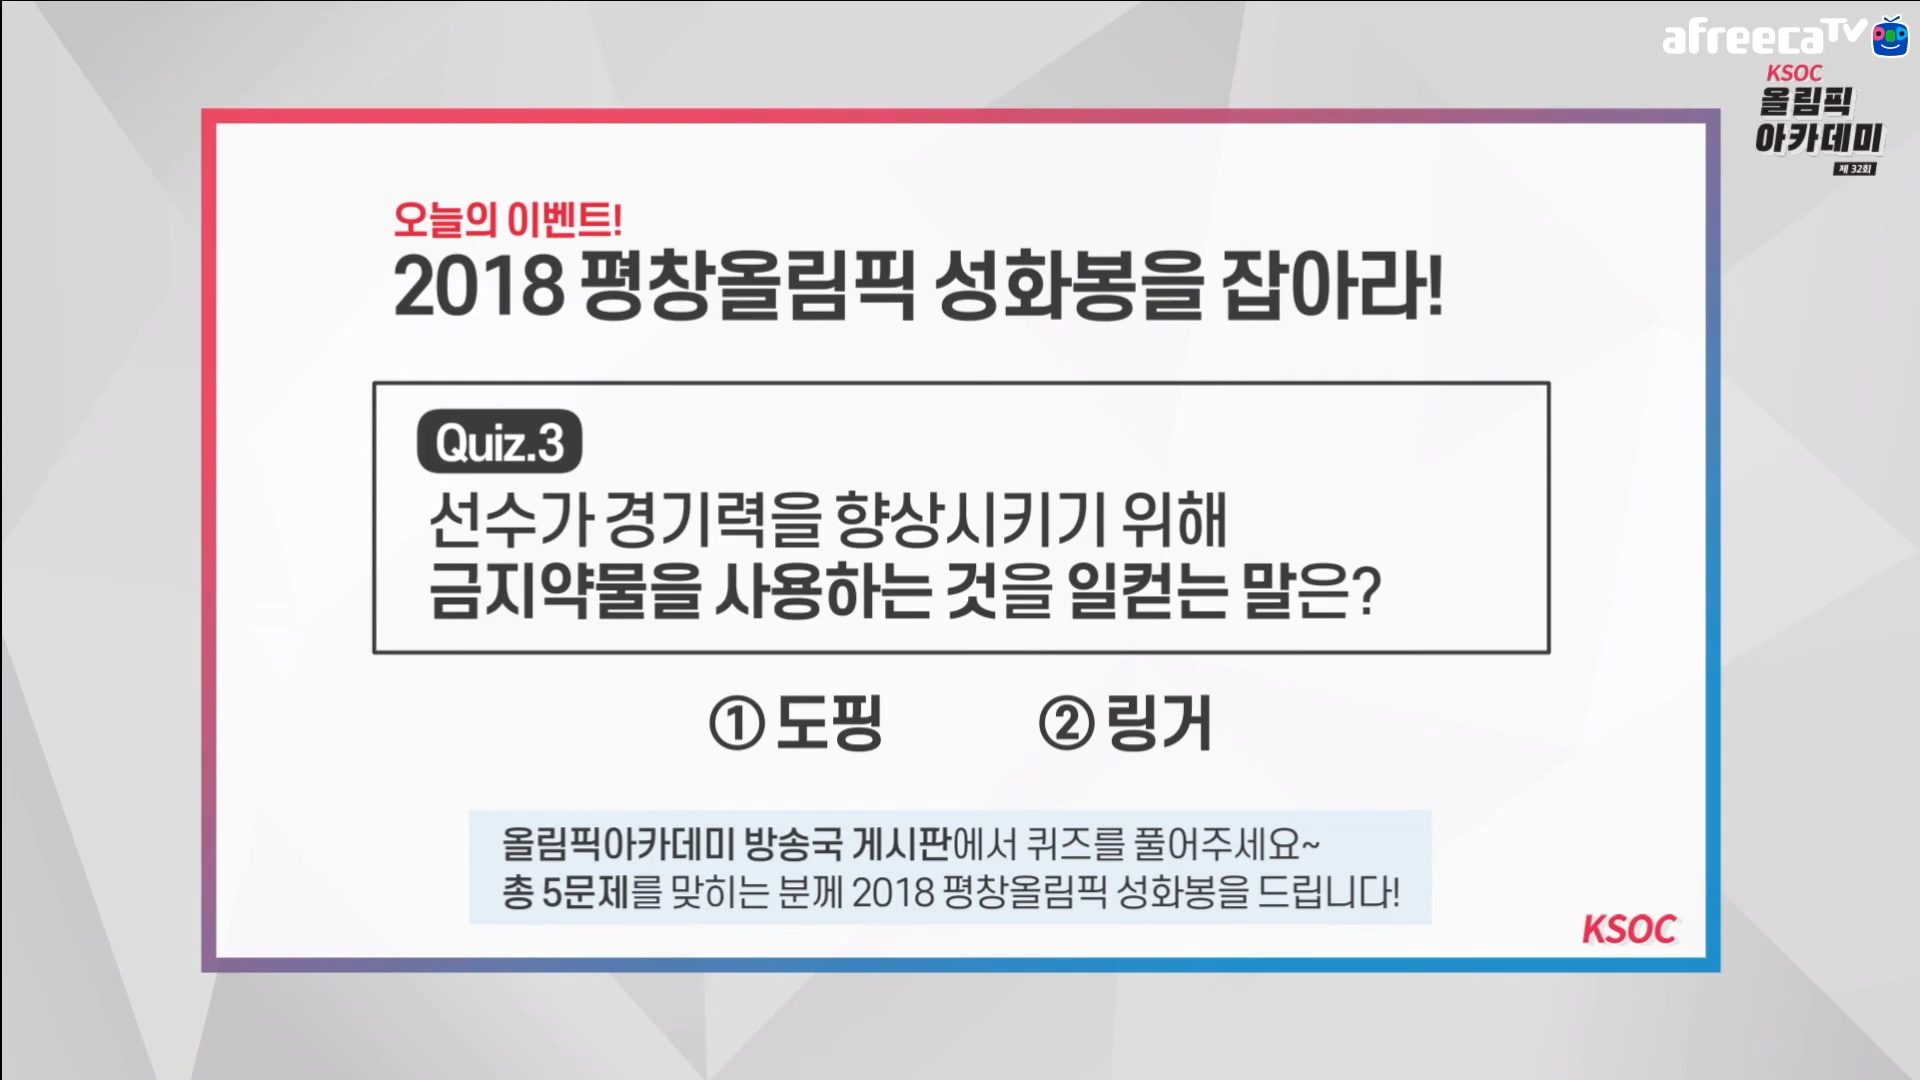 afreecaTV
KSOC
올림픽
아카데미
제 32회
오늘의 이벤트!
2018 평창올림픽 성화봉을 잡아라!
Quiz.3
선수가 경기력을 향상시키기 위해
금지약물을 사용하는 것을 일컫는 말은?
① 도핑 ② 링거
올림픽아카데미 방송국 게시판에서 퀴즈를 풀어주세요~
총 5문제를 맞히는 분께 2018 평창올림픽 성화봉을 드립니다!
KSOC